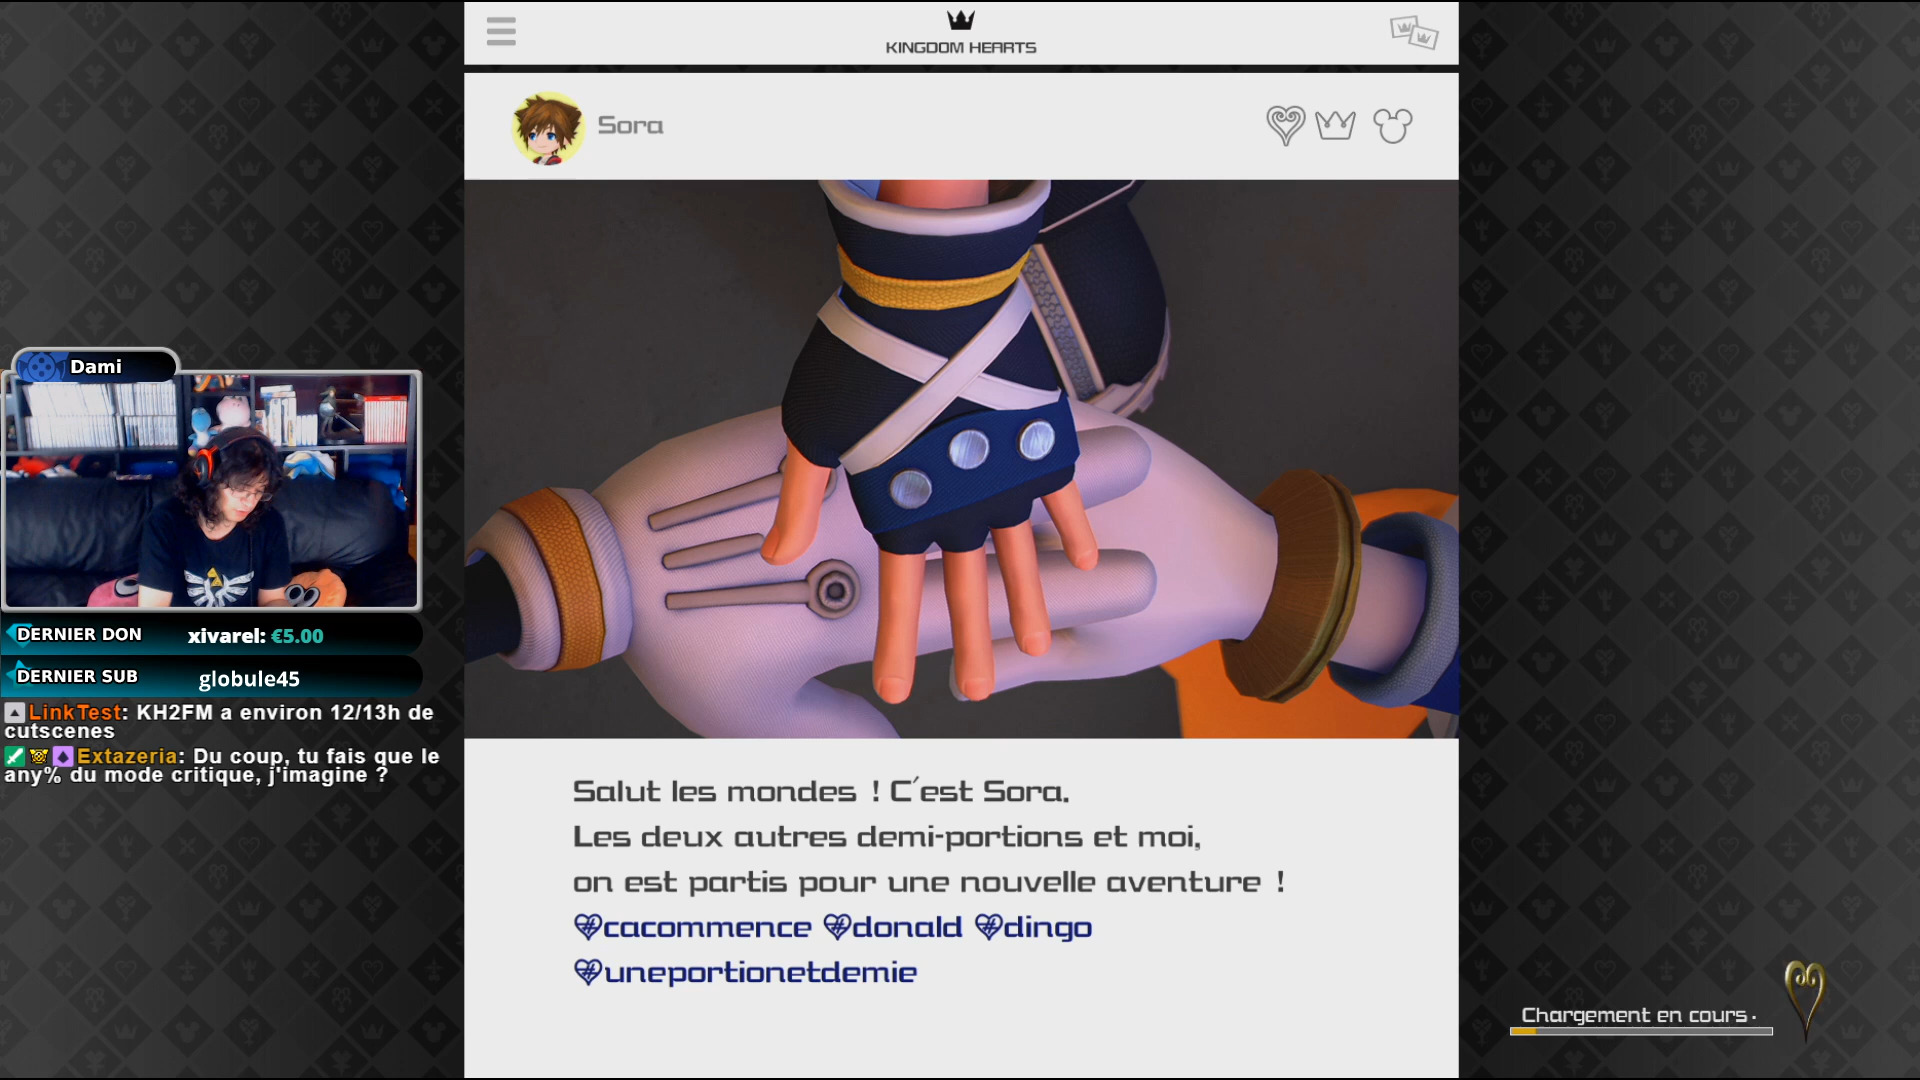 KINGDOM HEARTS
Sora
Dami
DERNIER DON xivarel: €5.00
DERNIER SUB globule45
LinkTest: KH2FM a environ 12/13h de
cutscenes
Extazeria: Du coup, tu fais que le
any% du mode critique, j'imagine ?
Salut les mondes ! C'est Sora.
Les deux autres demi-portions et moi,
on est partis pour une nouvelle aventure !
#cacommence #donald #dingo
#uneportionetdemie
Chargement en cours .